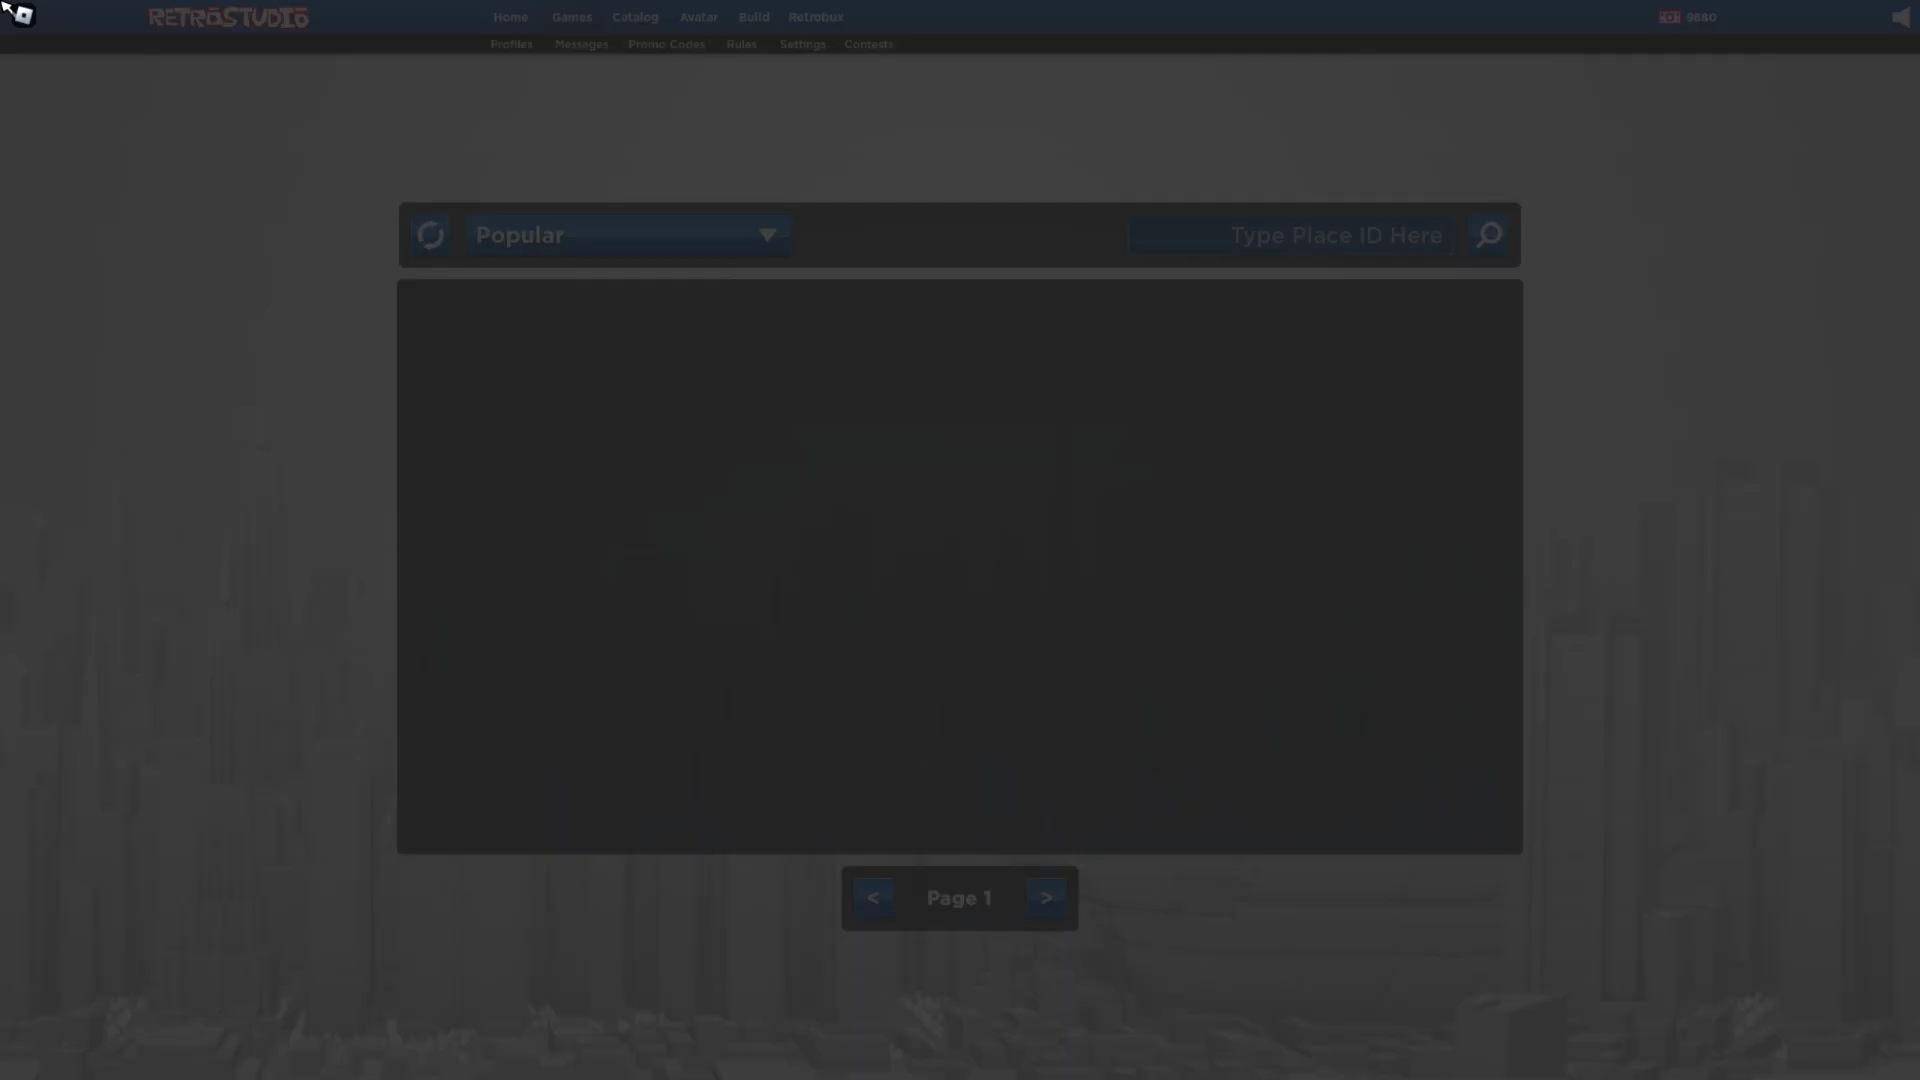 RETROSTUDIO
Home Games Catalog Avatar Build Retrobux
9880
Profiles Messages Promo Codes Rules Settings Contests
Popular
Type Place ID Here
< Page 1 >